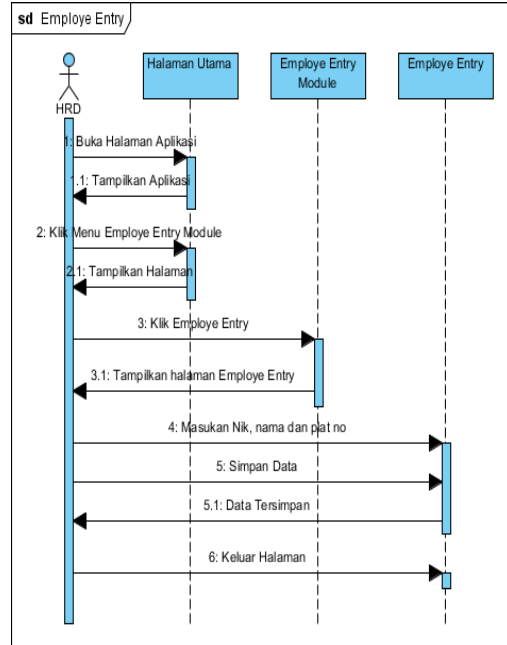 sd Employe Entry
Halaman Utama
Employe Entry
Module
Employe Entry
HRD
1: Buka Halaman Aplikasi
1.1: Tampilkan Aplikasi
2: Klik Menu Employe Entry Module
2.1: Tampilkan Halaman
3: Klik Employe Entry
3.1: Tampilkan halaman Employe Entry
4: Masukan Nik, nama dan plat no
5: Simpan Data
5.1: Data Tersimpan
6: Keluar Halaman